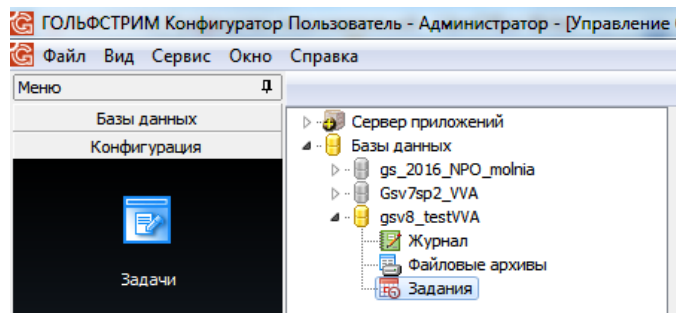 ГОЛЬФСТРИМ Конфигуратор Пользователь - Администратор - [Управление
Файл Вид Сервис Окно Справка
Меню
Базы данных
Конфигурация
Задачи
Сервер приложений
Базы данных
gs_2016_NPO_molnia
Gsv7sp2_VVA
gsv8_testVVA
Журнал
Файловые архивы
Задания